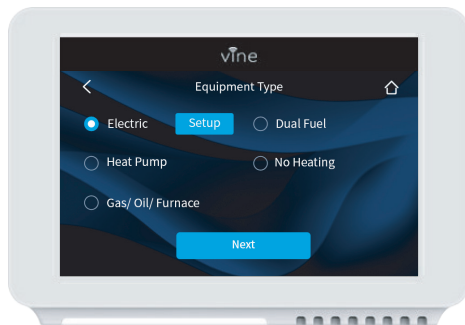 vine
Equipment Type
Electric Setup Dual Fuel
Heat Pump No Heating
Gas/ Oil/ Furnace
Next